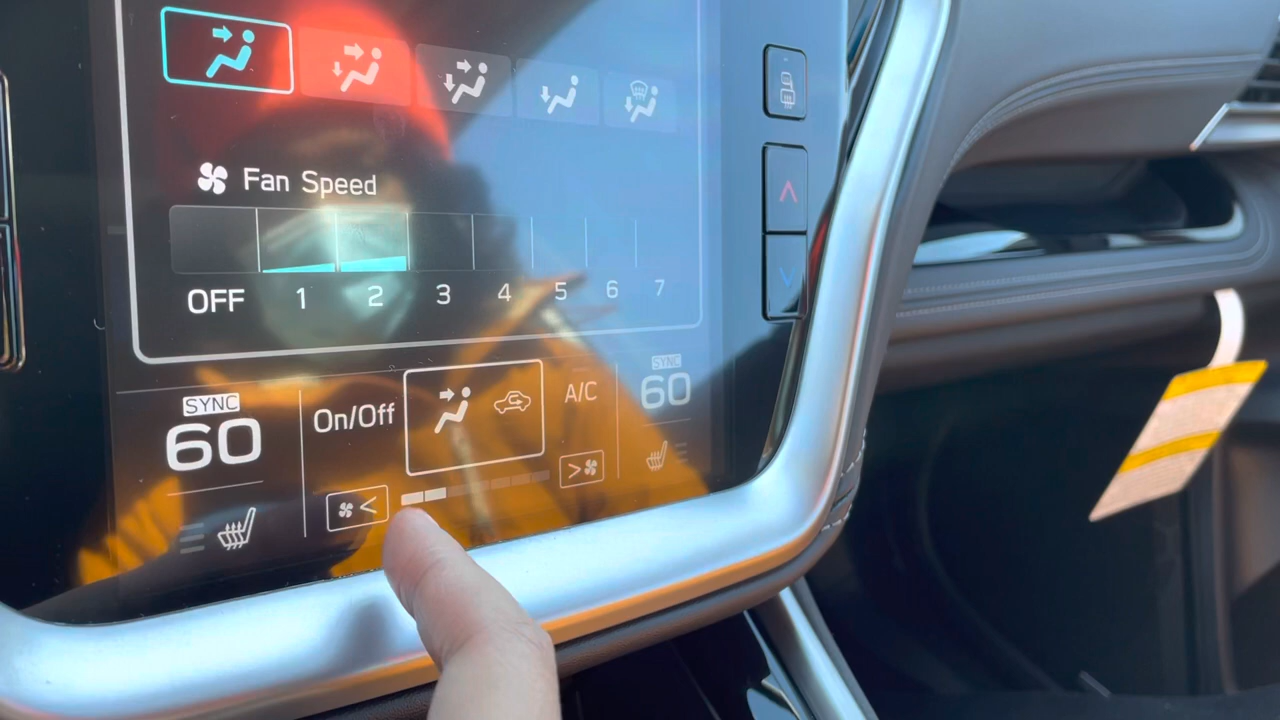 Fan Speed
OFF 1 2 3 4 5 6 7
SYNC
60
On/Off
A/C
SYNC
60
<
>